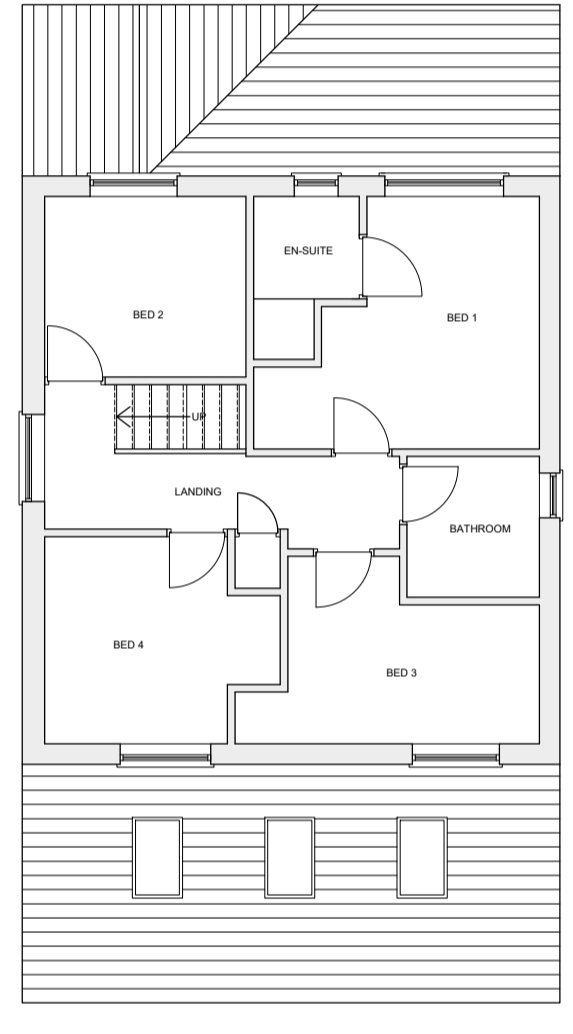 EN-SUITE
BED 2
BED 1
UP
LANDING
BATHROOM
BED 4
BED 3